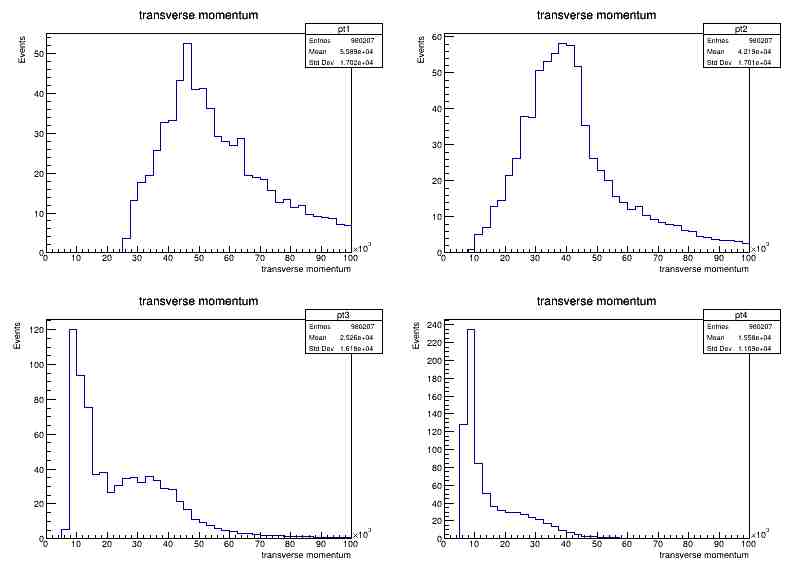 transverse momentum
pt1
Entries 980207
Mean 5.589e+04
Std Dev 1.702e+04
Events
50
40
30
20
10
0
0 10 20 30 40 50 60 70 80 90 100
×10³
transverse momentum
transverse momentum
pt2
Entries 980207
Mean 4.219e+04
Std Dev 1.701e+04
Events
60
50
40
30
20
10
0
0 10 20 30 40 50 60 70 80 90 100
×10³
transverse momentum
transverse momentum
pt3
Entries 980207
Mean 2.526e+04
Std Dev 1.618e+04
Events
120
100
80
60
40
20
0
0 10 20 30 40 50 60 70 80 90 100
×10³
transverse momentum
transverse momentum
pt4
Entries 980207
Mean 1.558e+04
Std Dev 1.109e+04
Events
240
220
200
180
160
140
120
100
80
60
40
20
0
0 10 20 30 40 50 60 70 80 90 100
×10³
transverse momentum